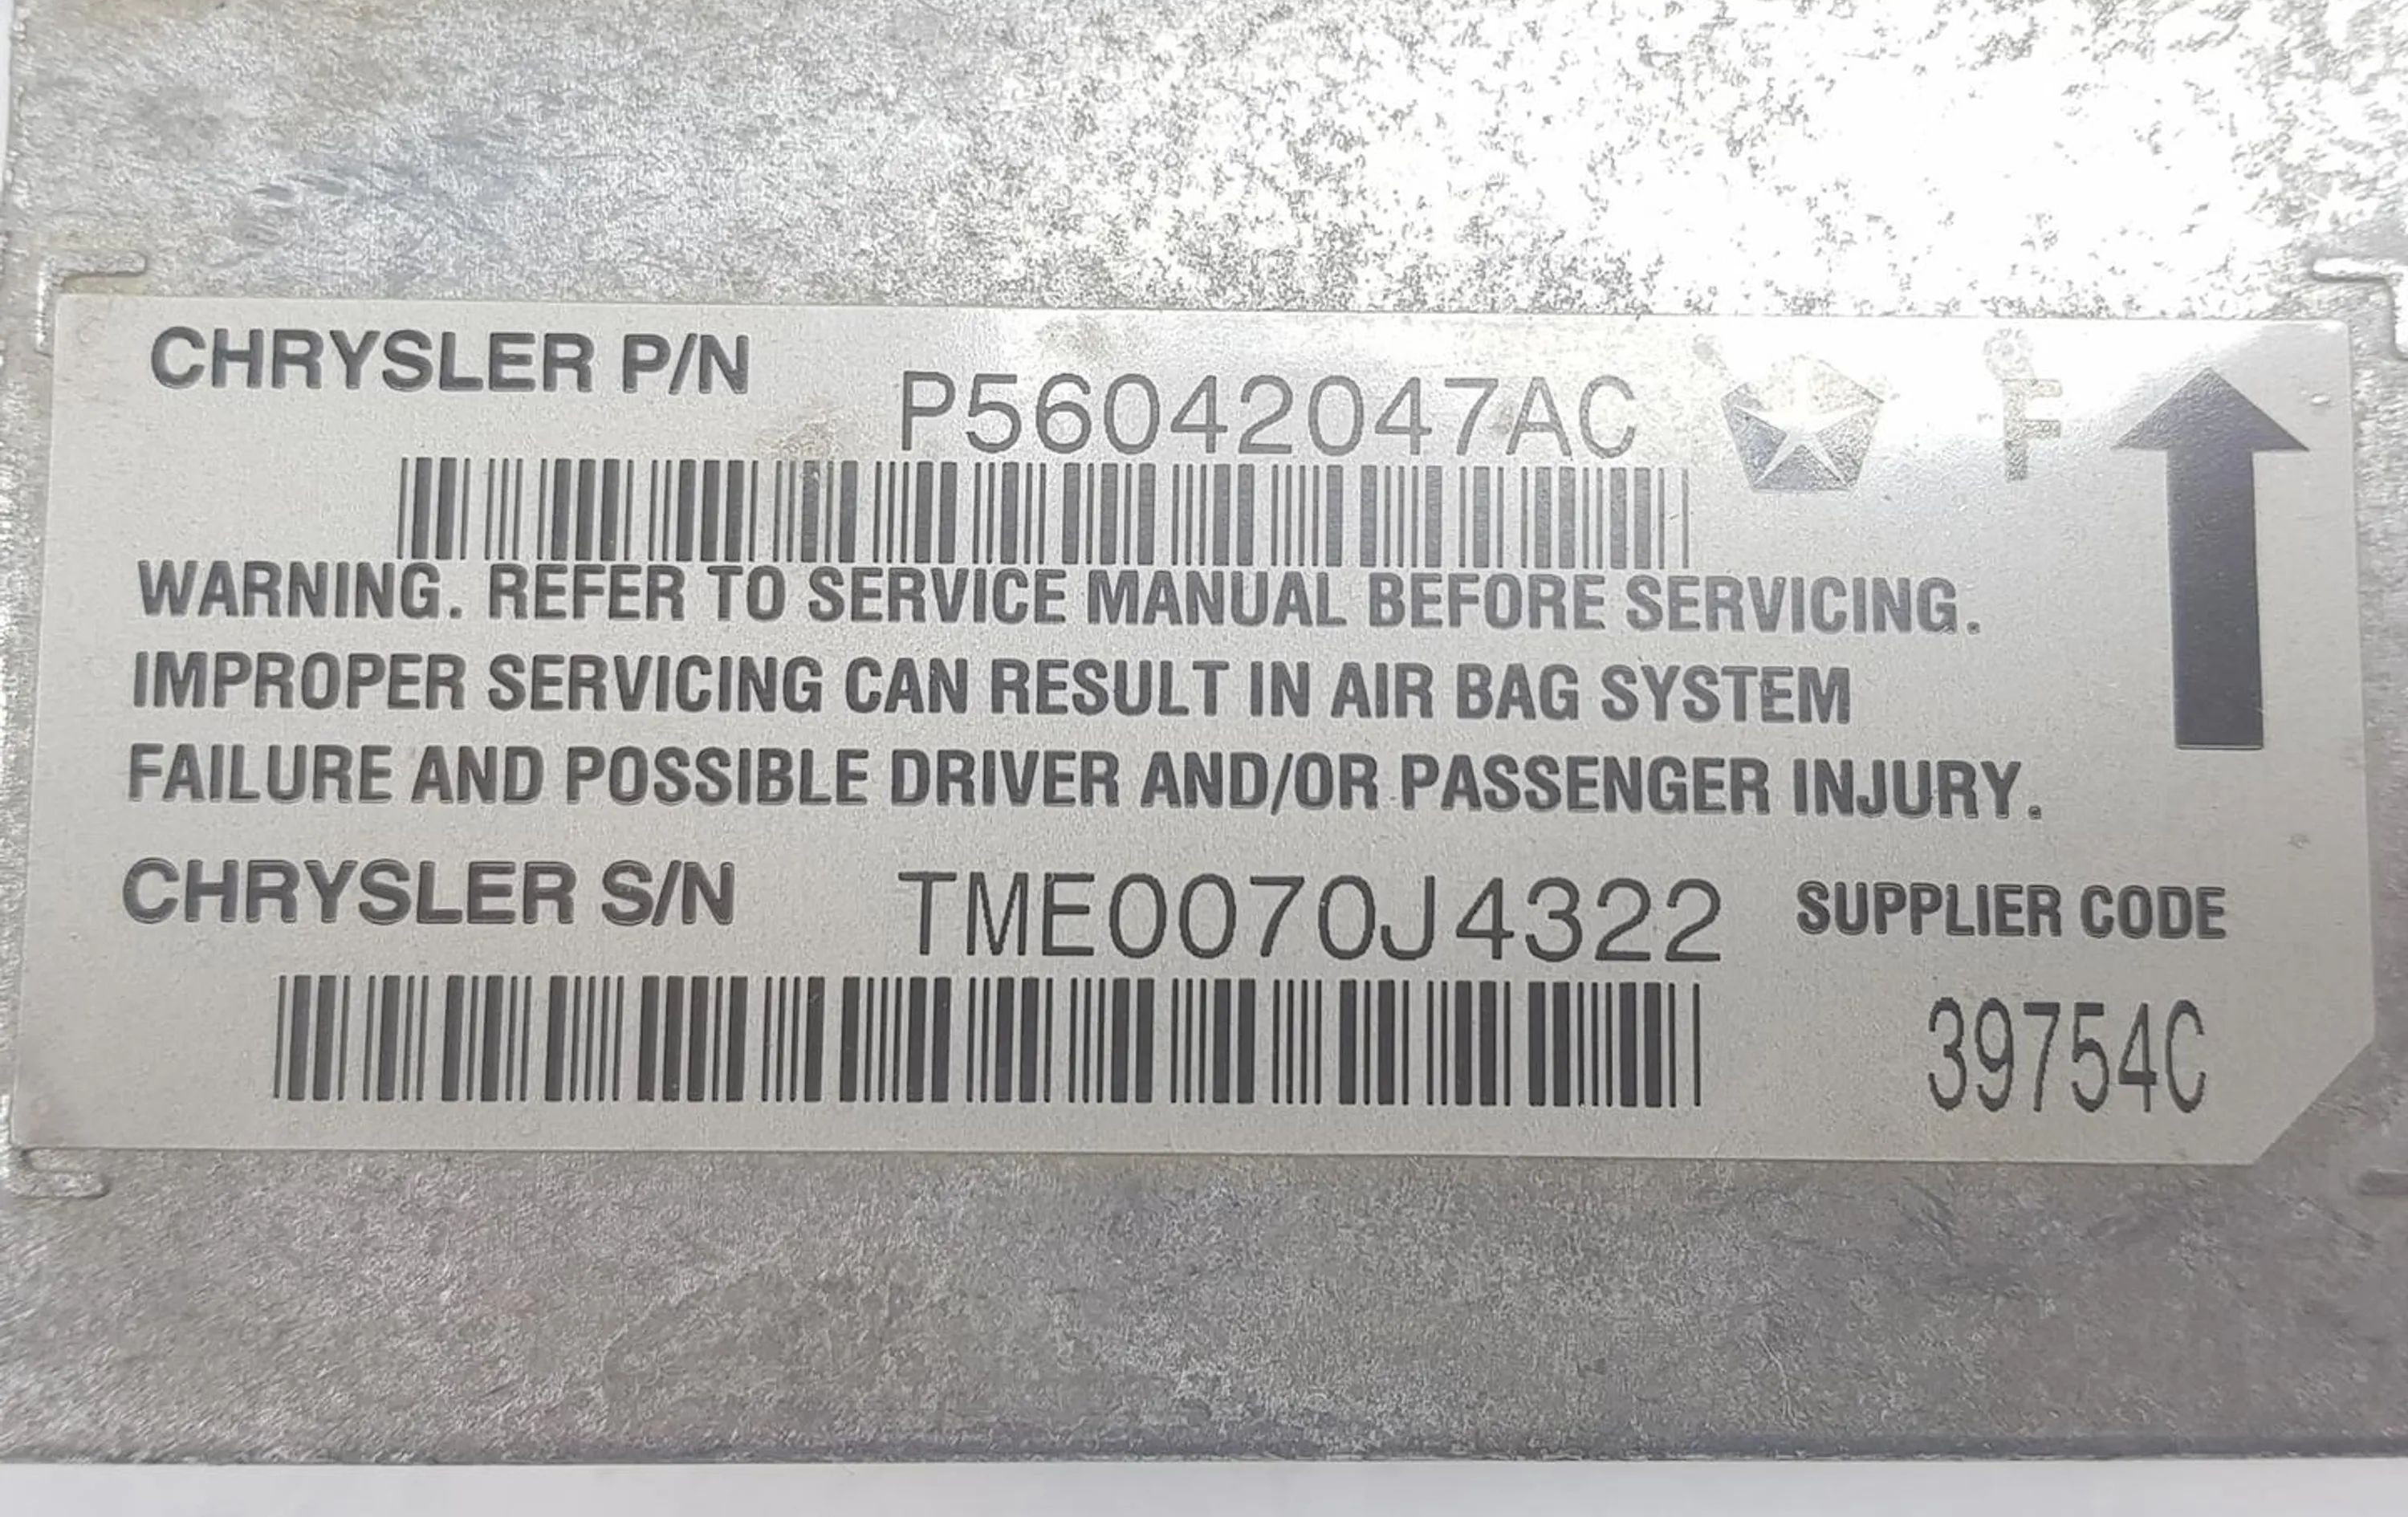 CHRYSLER P/N
P56042047AC
F
WARNING. REFER TO SERVICE MANUAL BEFORE SERVICING.
IMPROPER SERVICING CAN RESULT IN AIR BAG SYSTEM
FAILURE AND POSSIBLE DRIVER AND/OR PASSENGER INJURY.
CHRYSLER S/N
TME0070J4322
SUPPLIER CODE
39754C